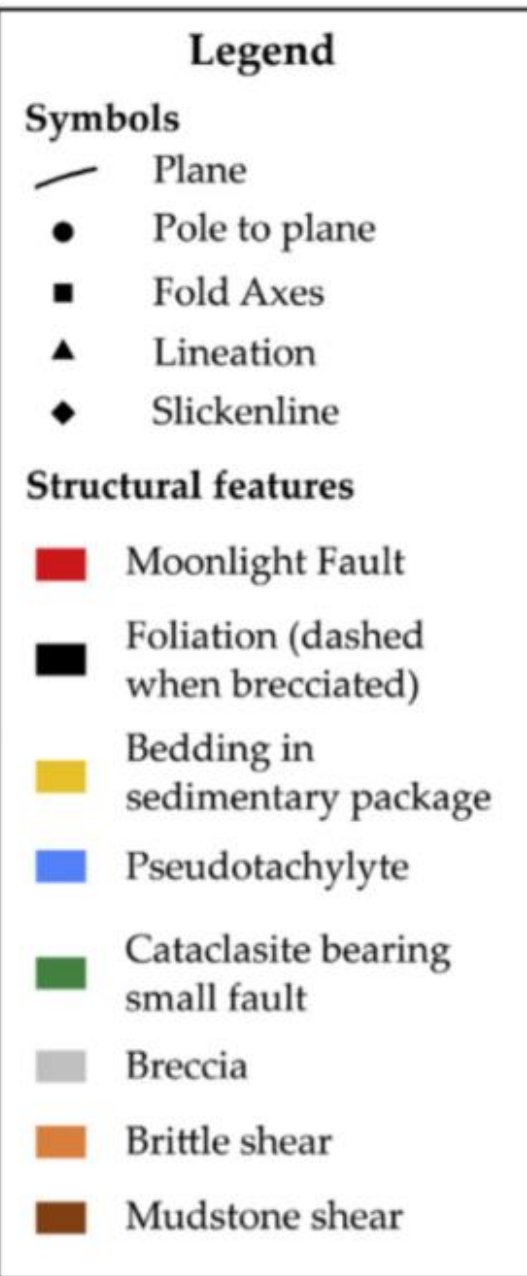 Legend
Symbols
Plane
Pole to plane
Fold Axes
Lineation
Slickenline
Structural features
Moonlight Fault
Foliation (dashed
when brecciated)
Bedding in
sedimentary package
Pseudotachylyte
Cataclasite bearing
small fault
Breccia
Brittle shear
Mudstone shear